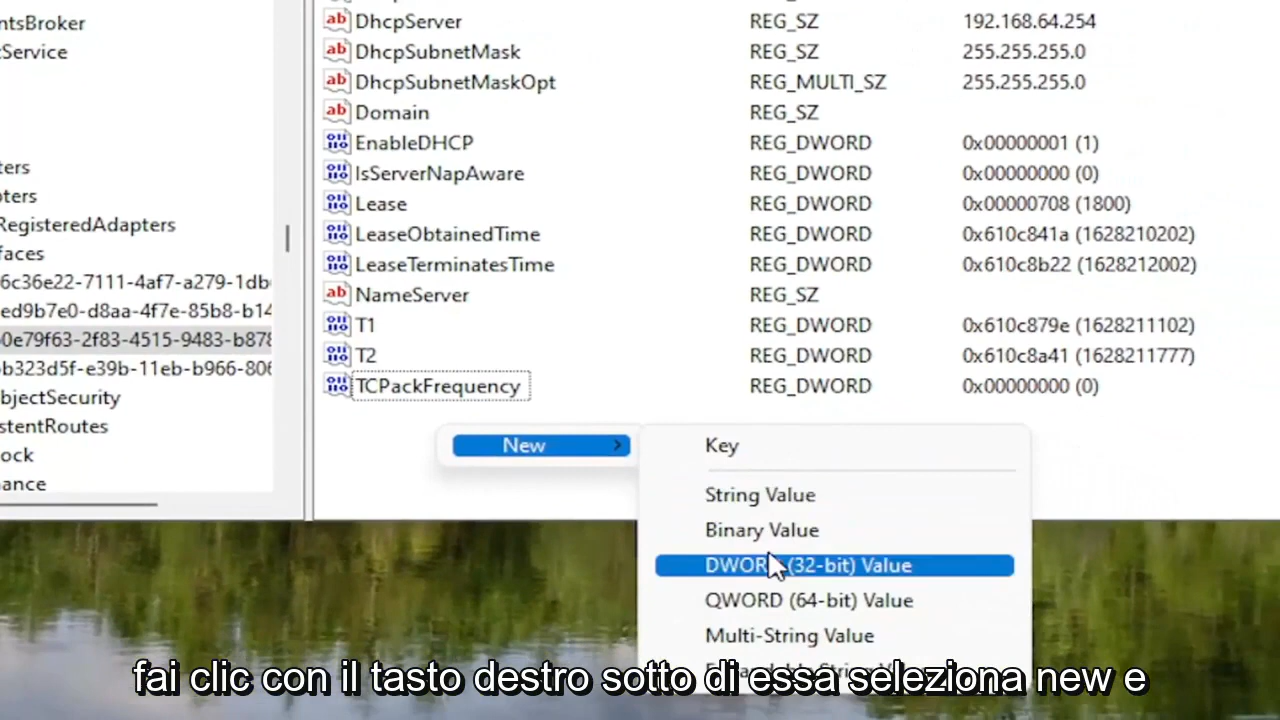 ntsBroker
Service
ters
ters
RegisteredAdapters
faces
6c36e22-7111-4af7-a279-1db
ed9b7e0-d8aa-4f7e-85b8-b14
0e79f63-2f83-4515-9483-b878
b323d5f-e39b-11eb-b966-806
bjectSecurity
stentRoutes
ock
nance
DhcpServer REG_SZ 192.168.64.254
DhcpSubnetMask REG_SZ 255.255.255.0
DhcpSubnetMaskOpt REG_MULTI_SZ 255.255.255.0
Domain REG_SZ
EnableDHCP REG_DWORD 0x00000001 (1)
IsServerNapAware REG_DWORD 0x00000000 (0)
Lease REG_DWORD 0x00000708 (1800)
LeaseObtainedTime REG_DWORD 0x610c841a (1628210202)
LeaseTerminatesTime REG_DWORD 0x610c8b22 (1628212002)
NameServer REG_SZ
T1 REG_DWORD 0x610c879e (1628211102)
T2 REG_DWORD 0x610c8a41 (1628211777)
TCPackFrequency REG_DWORD 0x00000000 (0)
New
Key
String Value
Binary Value
DWORD (32-bit) Value
QWORD (64-bit) Value
Multi-String Value
fai clic con il tasto destro sotto di essa seleziona new e